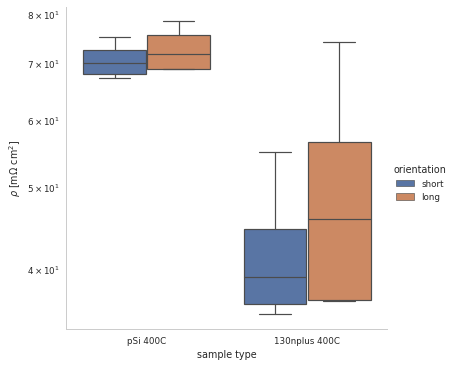 8 × 10¹
7 × 10¹
6 × 10¹
5 × 10¹
4 × 10¹
ρ [mΩ cm²]
pSi 400C
130nplus 400C
sample type
orientation
short
long